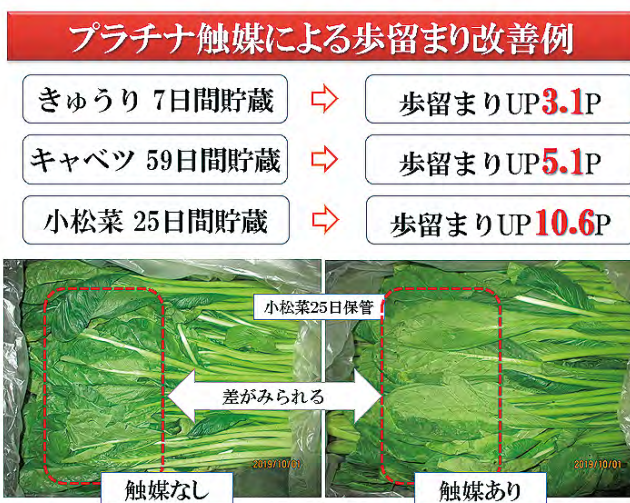 プラチナ触媒による歩留まり改善例
きゅうり 7日間貯蔵
歩留まりUP3.1P
キャベツ 59日間貯蔵
歩留まりUP5.1P
小松菜 25日間貯蔵
歩留まりUP10.6P
小松菜25日保管
差がみられる
2019/10/01
2019/10/01
触媒なし
触媒あり